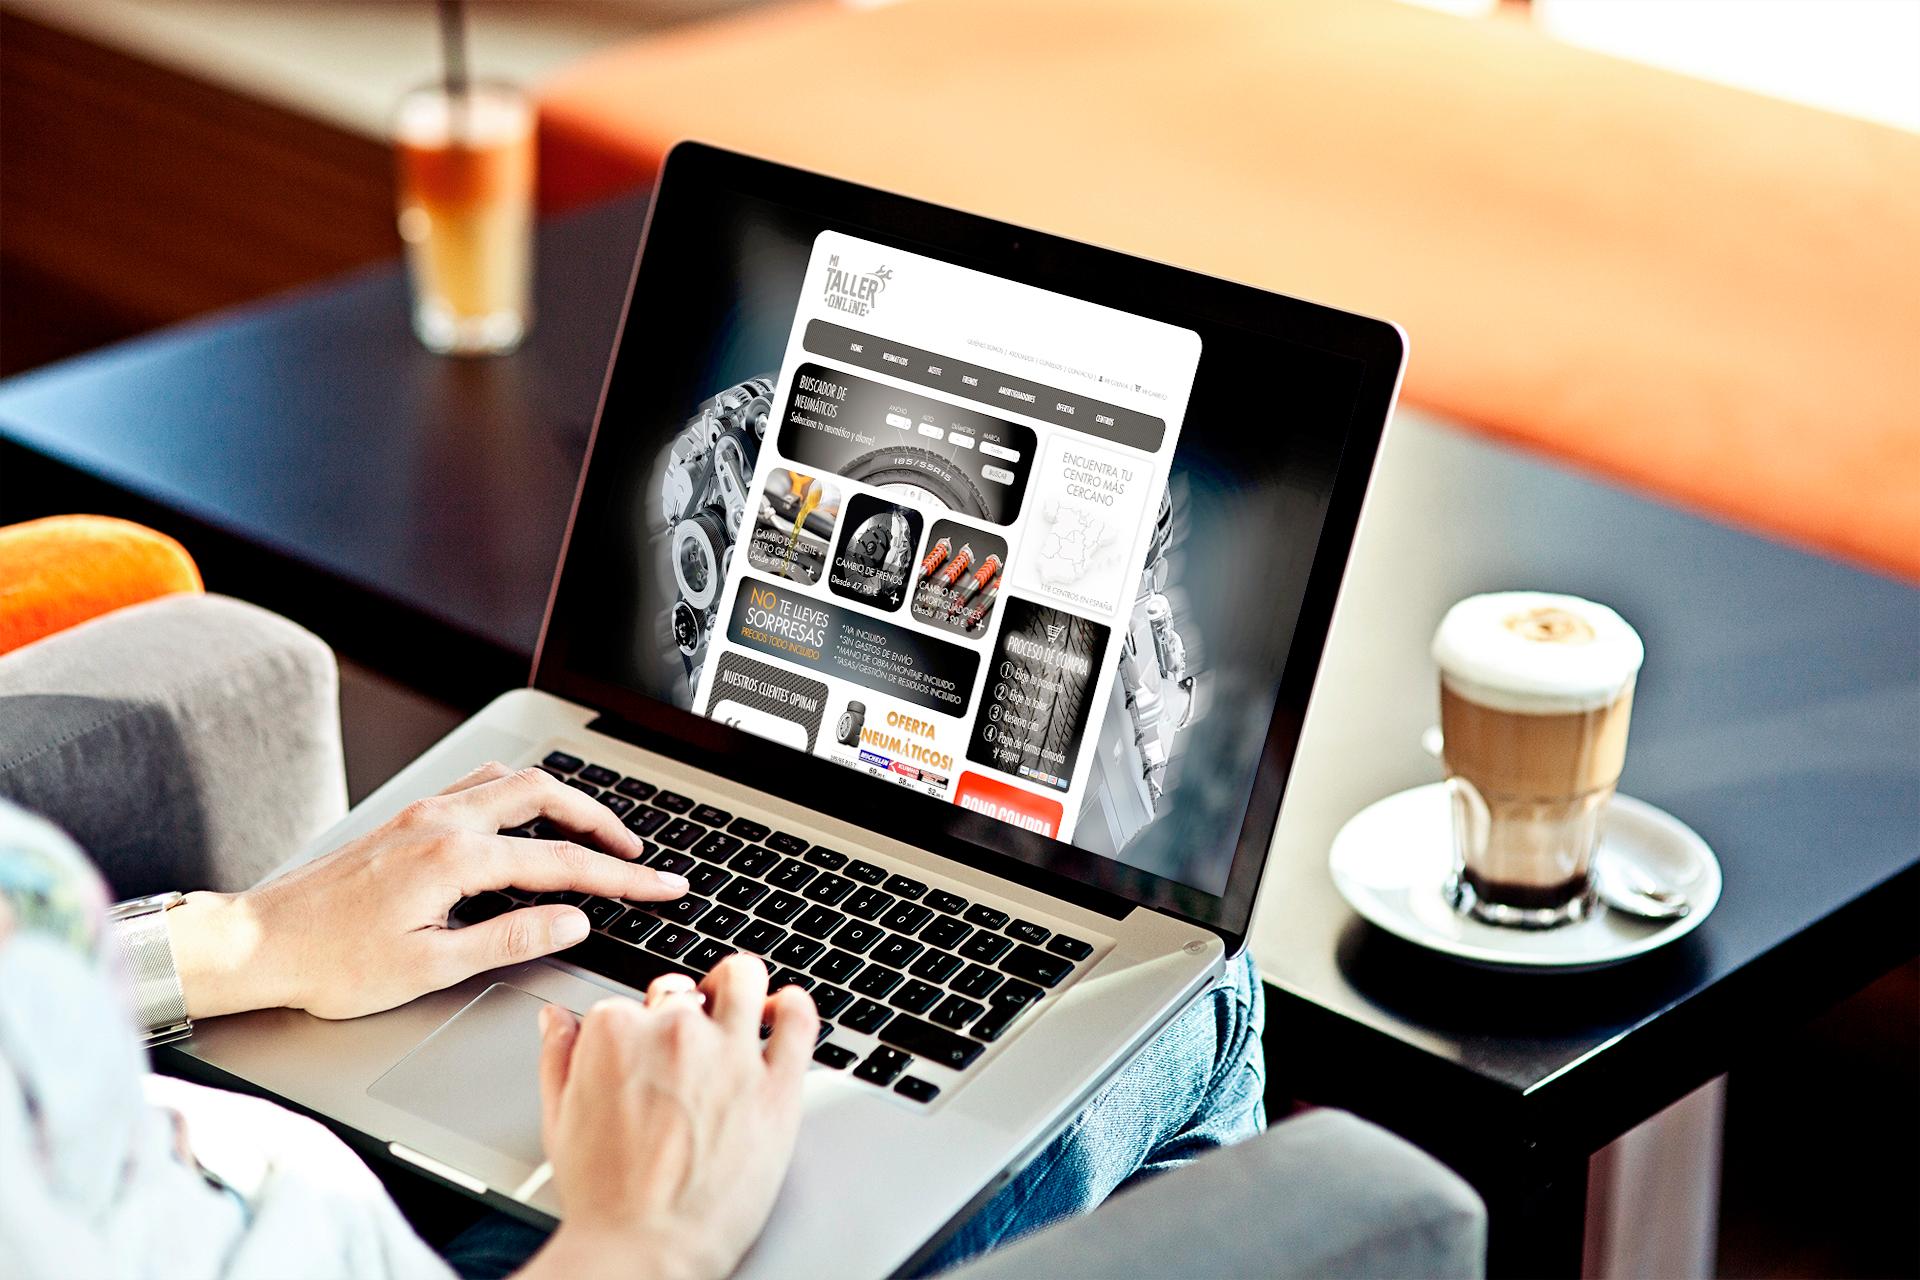 MI
TALLER
·ONLINE·
QUIÉNES SOMOS | ASOCIADOS | CONSEJOS | CONTACTO | MI CUENTA | MI CARRITO
HOME NEUMATICOS ACEITE FRENOS AMORTIGUADORES OFERTAS CENTROS
BUSCADOR DE
NEUMÁTICOS
Selecciona tu neumático y ahorra!
ANCHO ALTO DIÁMETRO MARCA
BUSCAR
185/55R15
ENCUENTRA TU
CENTRO MÁS
CERCANO
CENTROS EN ESPAÑA
CAMBIO DE ACEITE +
FILTRO GRATIS
Desde 49,90 €
+
CAMBIO DE FRENOS
Desde 47,90 €
+
CAMBIO DE
AMORTIGUADORES
Desde 179,90 €
+
NO TE LLEVES
SORPRESAS
PRECIOS TODO INCLUIDO
*IVA INCLUIDO
*SIN GASTOS DE ENVÍO
*MANO DE OBRA/MONTAJE INCLUIDO
*TASAS/GESTIÓN DE RESIDUOS INCLUIDO
PROCESO DE COMPRA
1 Elige tu producto
2 Elige tu taller
3 Reserva cita
4 Paga de forma cómoda
y segura
NUESTROS CLIENTES OPINAN
“
OFERTA
NEUMÁTICOS!
MICHELIN KUMHO
69 58 52
BONO COMPRA